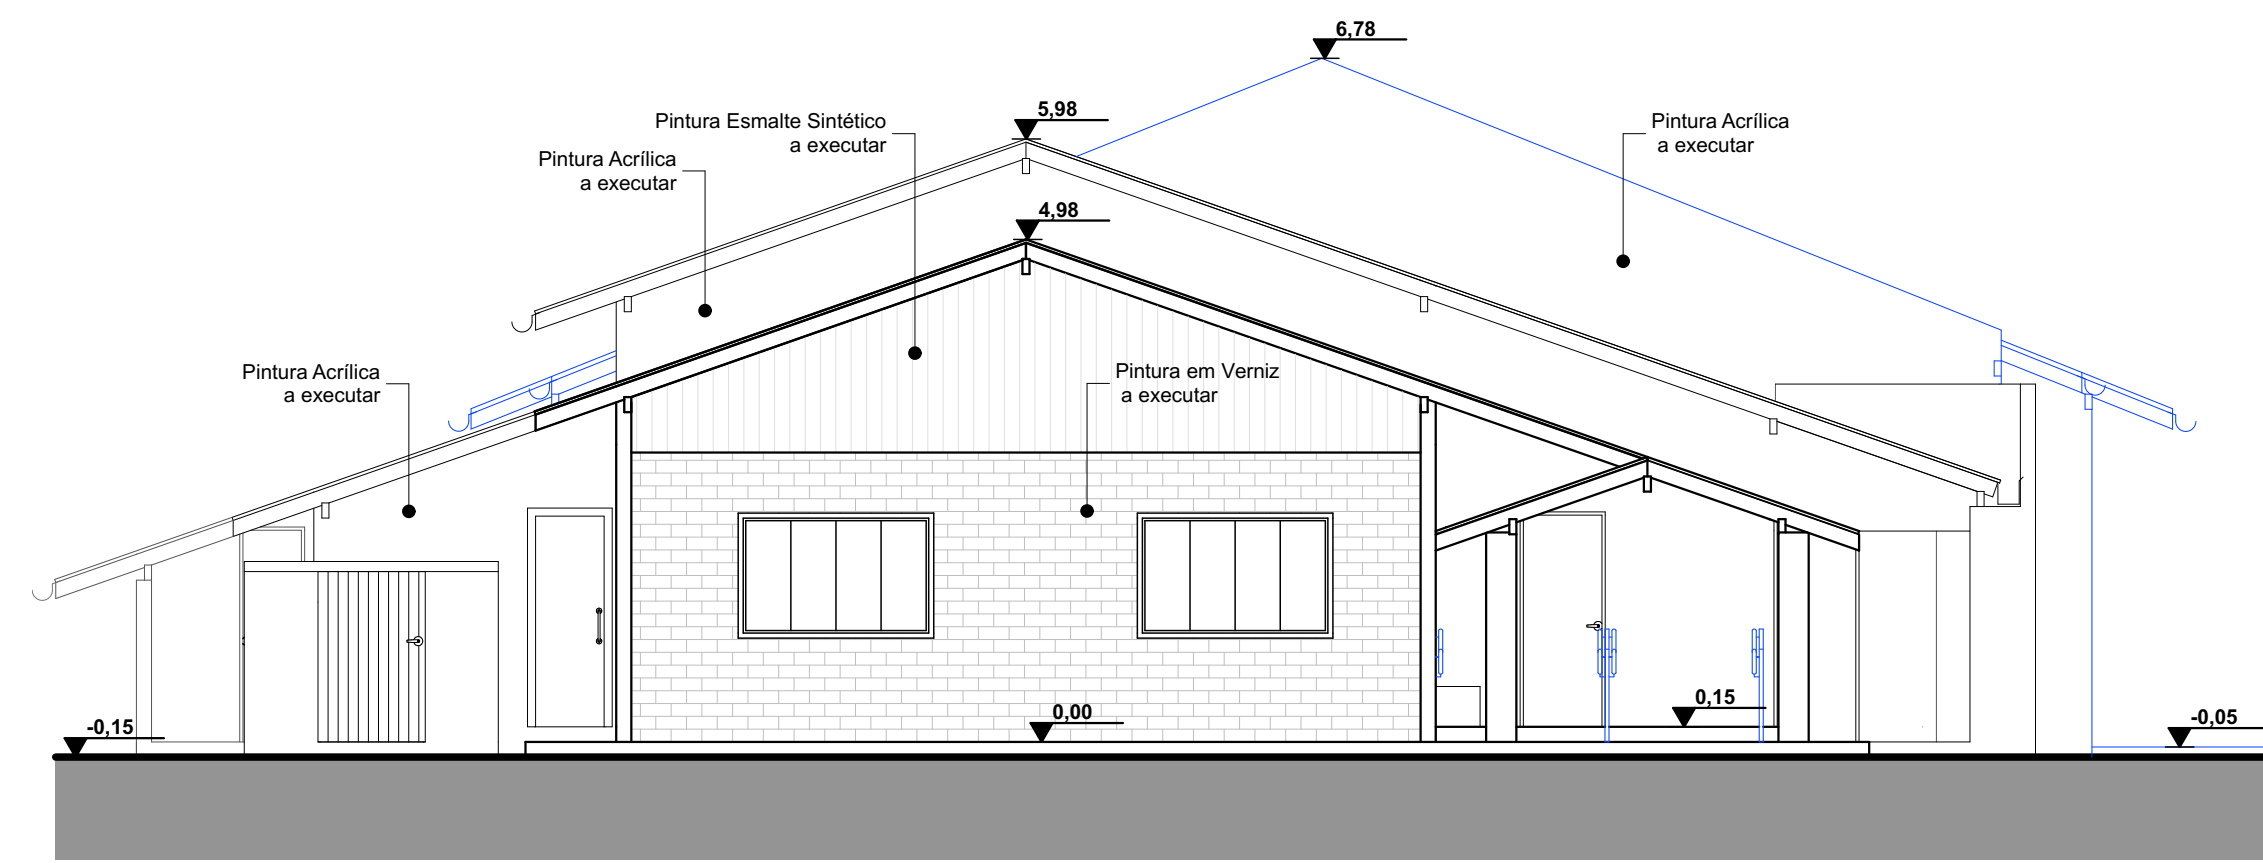 6,78
5,98
Pintura Esmalte Sintético
a executar
Pintura Acrílica
a executar
Pintura Acrílica
a executar
4,98
Pintura Acrílica
a executar
Pintura em Verniz
a executar
-0,15
0,00
0,15
-0,05